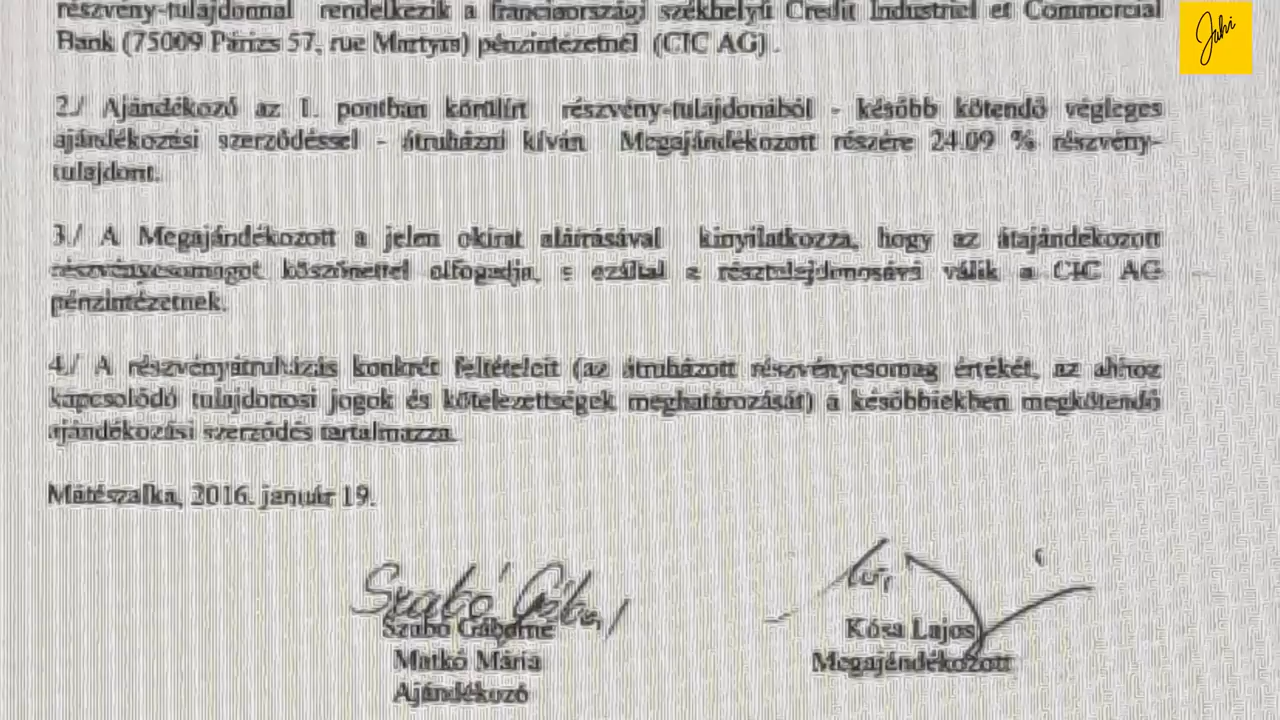 részvény-tulajdonnal rendelkezik a franciaországi székhelyű Credit Industriel et Commercial
Bank (75009 Párizs 57, rue Martyrs) pénzintézetnél (CIC AG).
2./ Ajándékozó az 1. pontban körülírt részvény-tulajdonából - később kötendő végleges
ajándékozási szerződéssel - átruházni kíván Megajándékozott részére 24.09 % részvény-
tulajdont.
3./ A Megajándékozott a jelen okirat aláírásával kinyilatkozza, hogy az átajándékozott
részvénycsomagot köszönettel elfogadja, s ezáltal a résztulajdonosává válik a CIC AG
pénzintézetnek.
4./ A részvényátruházás konkrét feltételeit (az átruházott részvénycsomag értékét, az ahhoz
kapcsolódó tulajdonosi jogok és kötelezettségek meghatározását) a későbbiekben megkötendő
ajándékozási szerződés tartalmazza.
Mátészalka, 2016. január 19.
Szabó Gábor
Szabó Gáborné
Matkó Mária
Ajándékozó
Kósa Lajos
Megajándékozott